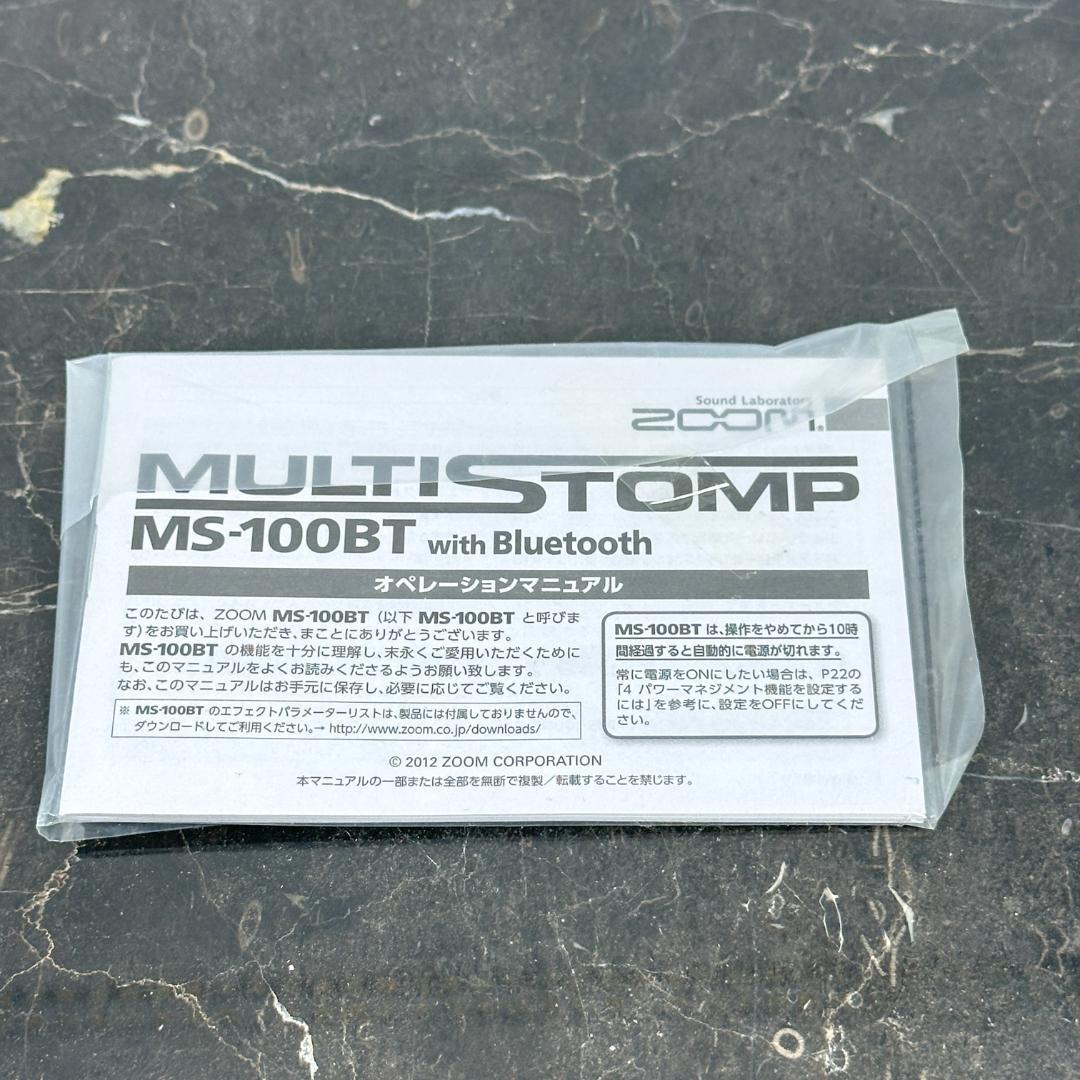 Sound Laboratory
ZOOM®
MULTI STOMP
MS-100BT with Bluetooth
オペレーションマニュアル
このたびは、ZOOM MS-100BT（以下 MS-100BT と呼びま
す）をお買い上げいただき、まことにありがとうございます。
MS-100BT の機能を十分に理解し、末永くご愛用いただくために
も、このマニュアルをよくお読みくださるようお願い致します。
なお、このマニュアルはお手元に保存し、必要に応じてご覧ください。
※ MS-100BT のエフェクトパラメーターリストは、製品には付属しておりませんので、
ダウンロードしてご利用ください。→ http://www.zoom.co.jp/downloads/
MS-100BT は、操作をやめてから10時
間経過すると自動的に電源が切れます。
常に電源をONにしたい場合は、P22の
「4 パワーマネジメント機能を設定する
には」を参考に、設定をOFFにしてくだ
さい。
© 2012 ZOOM CORPORATION
本マニュアルの一部または全部を無断で複製／転載することを禁じます。